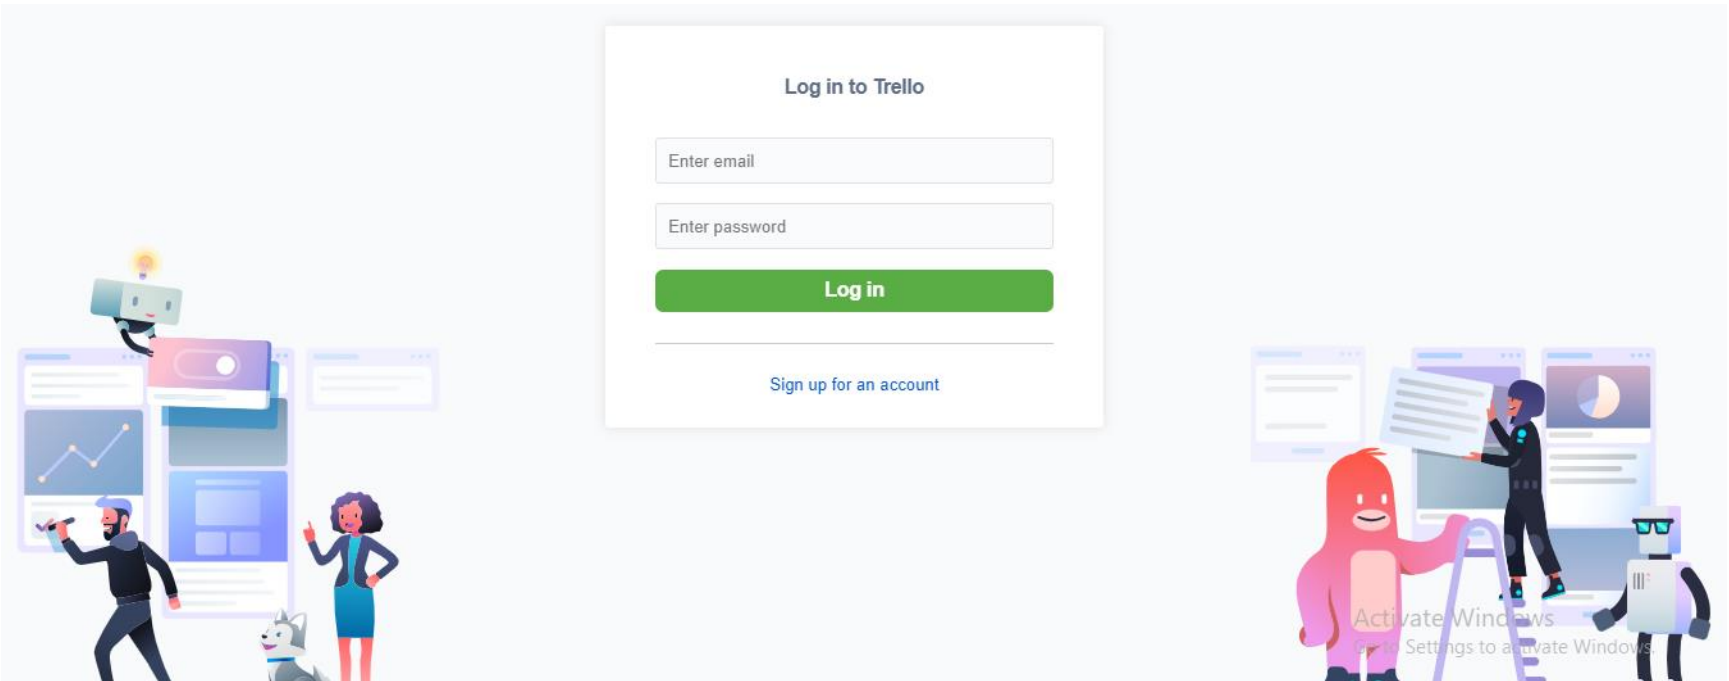 Log in to Trello
Enter email
Enter password
Log in
Sign up for an account
Activate Windows
Go to Settings to activate Windows.